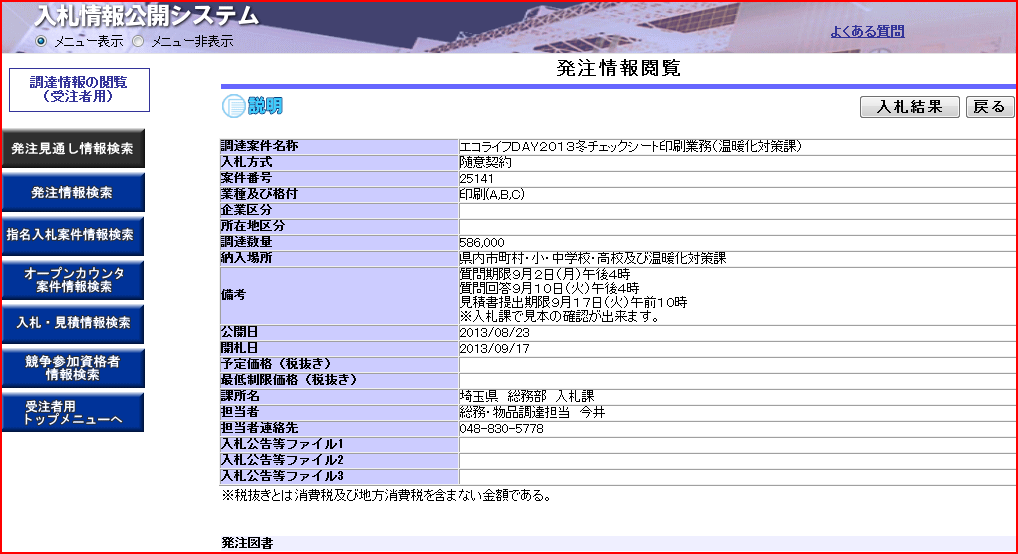 入札情報公開システム
メニュー表示 メニュー非表示
よくある質問
調達情報の閲覧
（受注者用）
発注見通し情報検索
発注情報検索
指名入札案件情報検索
オープンカウンタ
案件情報検索
入札・見積情報検索
競争参加資格者
情報検索
受注者用
トップメニューへ
発注情報閲覧
説明
入札結果 戻る
調達案件名称 エコライフDAY2013冬チェックシート印刷業務（温暖化対策課）
入札方式 随意契約
案件番号 25141
業種及び格付 印刷(A,B,C)
企業区分
所在地区分
調達数量 586,000
納入場所 県内市町村・小・中学校・高校及び温暖化対策課
備考 質問期限9月2日（月）午後4時
質問回答9月10日（火）午後4時
見積書提出期限9月17日（火）午前10時
※入札課で見本の確認が出来ます。
公開日 2013/08/23
開札日 2013/09/17
予定価格（税抜き）
最低制限価格（税抜き）
課所名 埼玉県 総務部 入札課
担当者 総務・物品調達担当 今井
担当者連絡先 048-830-5778
入札公告等ファイル1
入札公告等ファイル2
入札公告等ファイル3
※税抜きとは消費税及び地方消費税を含まない金額である。
発注図書